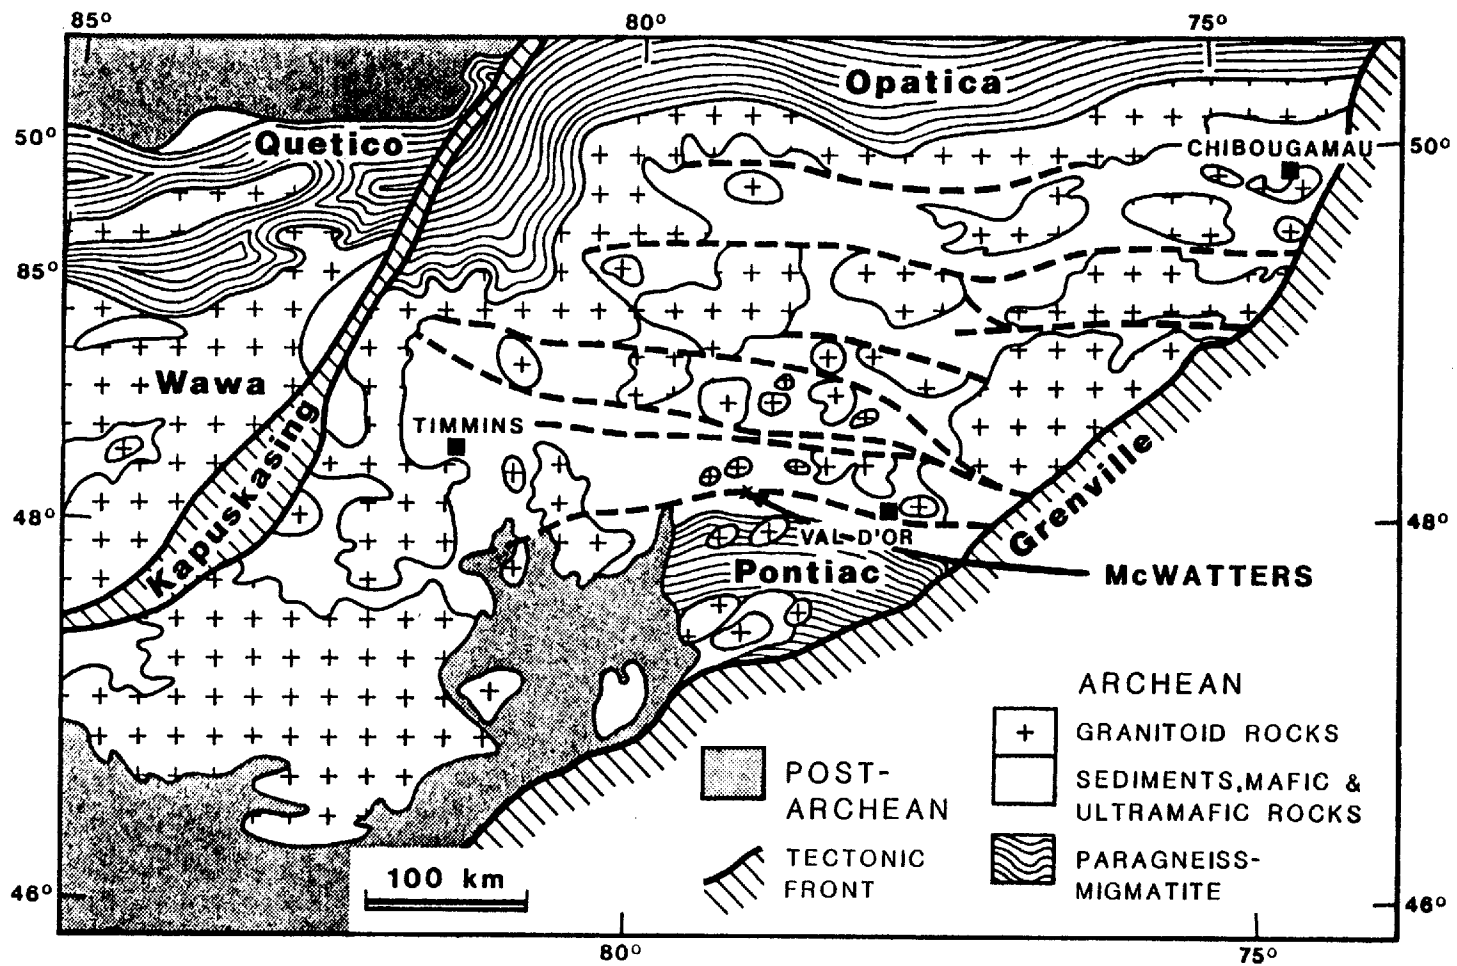 85°
80°
75°
Opatica
50°
Quetico
CHIBOUGAMAU
50°
85°
Wawa
TIMMINS
Kapuskasing
Grenville
48°
48°
VAL-D'OR
Pontiac
McWATTERS
ARCHEAN
GRANITOID ROCKS
SEDIMENTS, MAFIC &
ULTRAMAFIC ROCKS
POST-
ARCHEAN
PARAGNEISS-
MIGMATITE
TECTONIC
FRONT
100 km
46°
46°
80°
75°